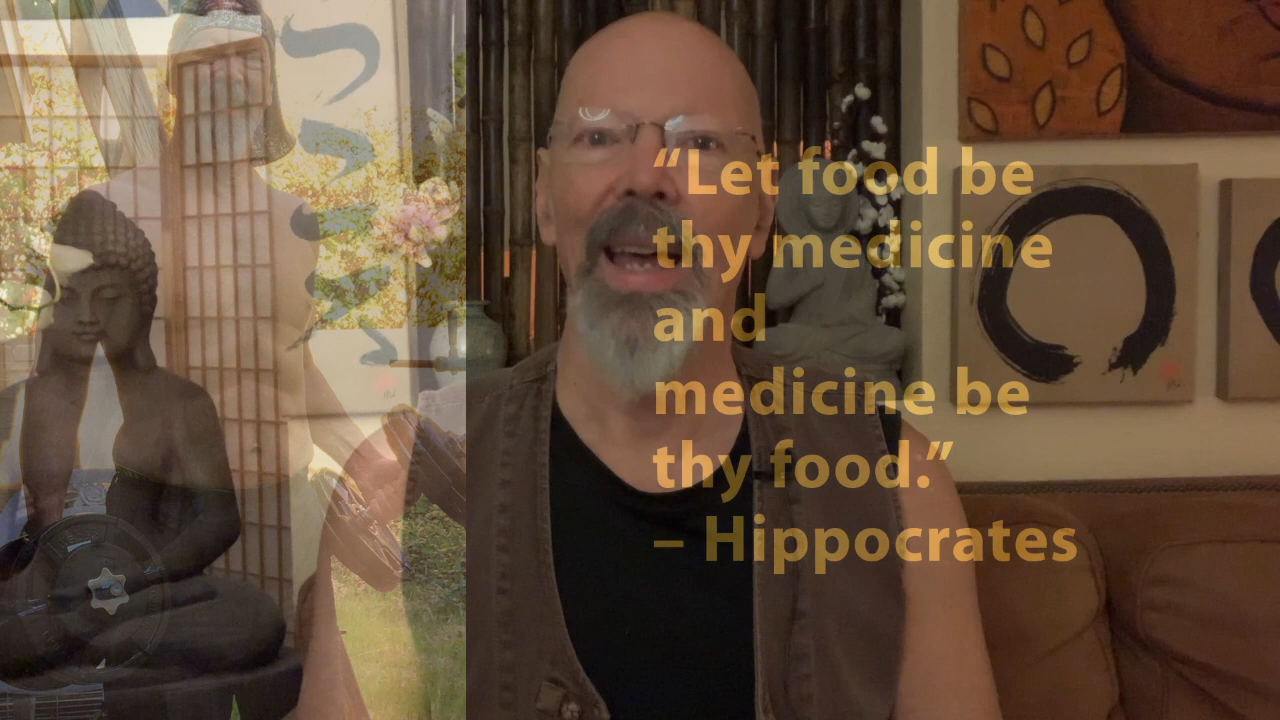 “Let food be
thy medicine
and
medicine be
thy food.”
– Hippocrates